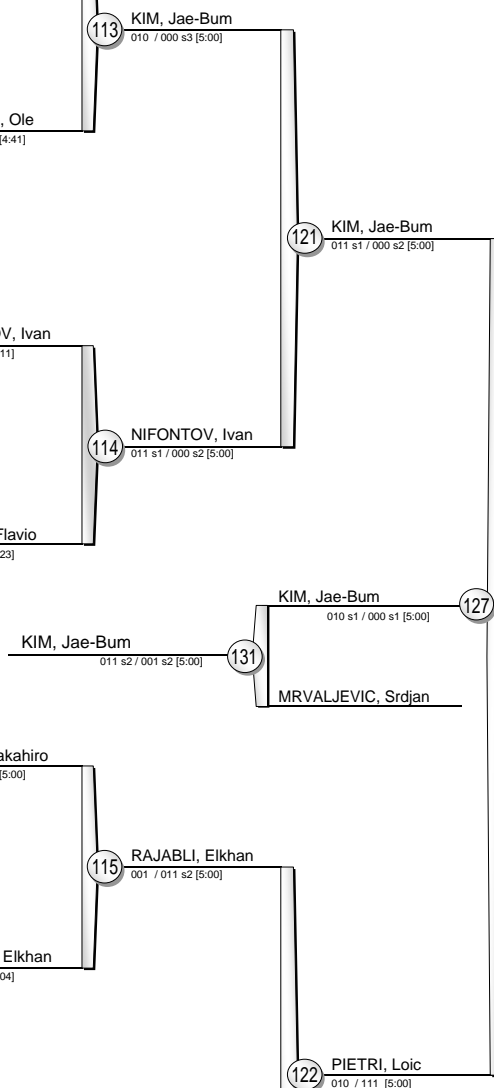 113
KIM, Jae-Bum
010 / 000 s3 [5:00]
, Ole
[4:41]
121
KIM, Jae-Bum
011 s1 / 000 s2 [5:00]
V, Ivan
11]
114
NIFONTOV, Ivan
011 s1 / 000 s2 [5:00]
Flavio
23]
KIM, Jae-Bum
010 s1 / 000 s1 [5:00]
127
KIM, Jae-Bum
011 s2 / 001 s2 [5:00]
131
MRVALJEVIC, Srdjan
akahiro
[5:00]
115
RAJABLI, Elkhan
001 / 011 s2 [5:00]
Elkhan
04]
122
PIETRI, Loic
010 / 111 [5:00]